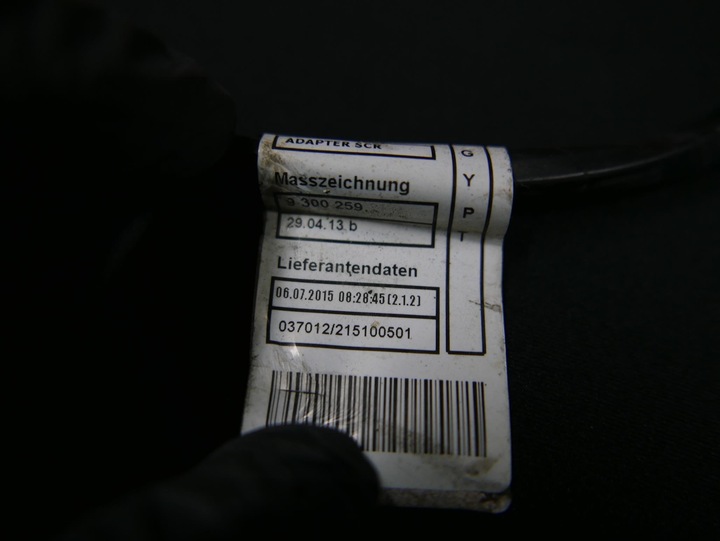 ADAPTER SCR
Masszeichnung
9 300 259
29.04.13 b
Lieferantendaten
06.07.2015 08:28:45(2.1.2)
037012/215100501
G
Y
P
T